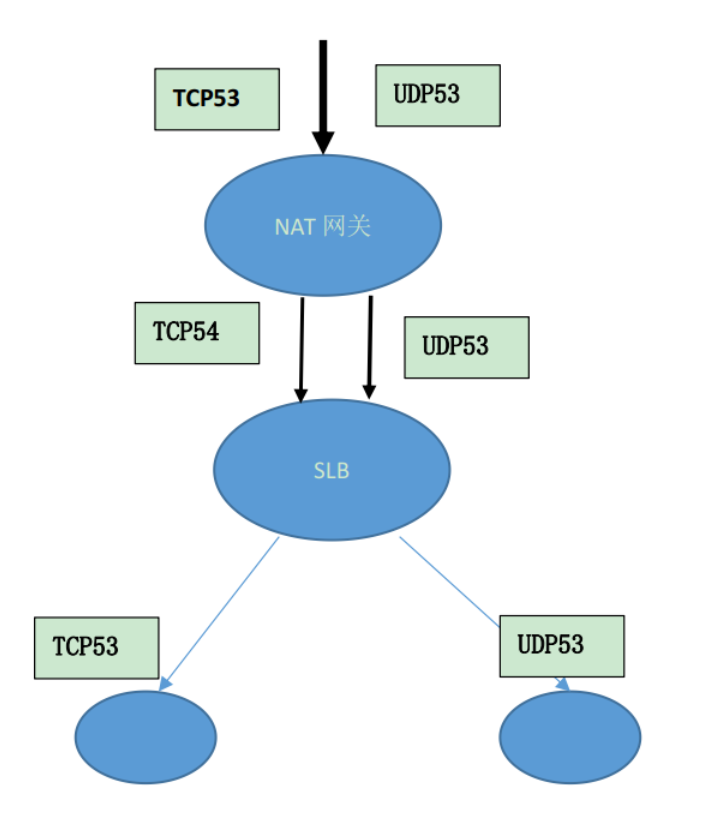 TCP53
UDP53
NAT 网关
TCP54
UDP53
SLB
TCP53
UDP53